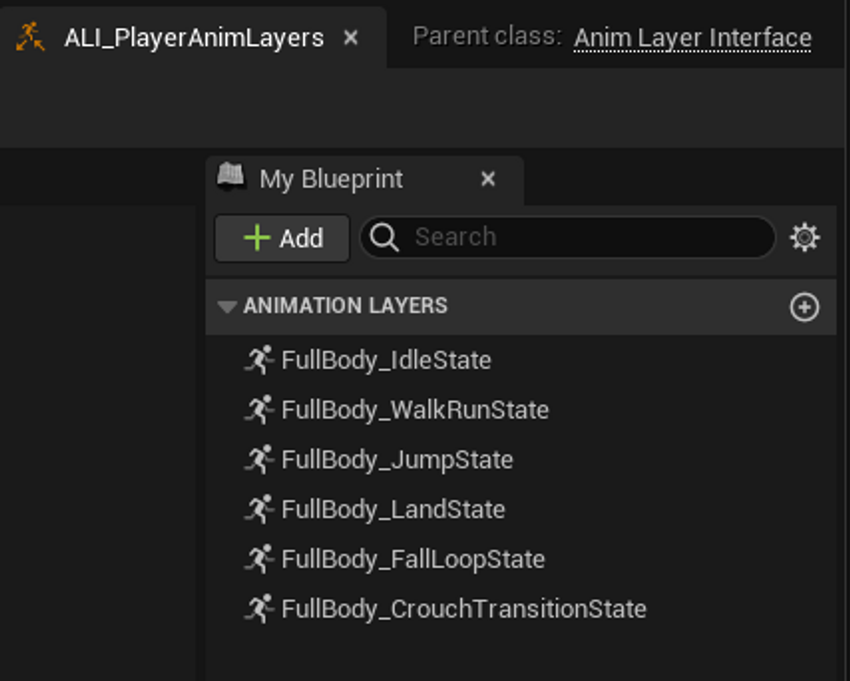 ALI_PlayerAnimLayers
Parent class: Anim Layer Interface
My Blueprint
Add
Search
ANIMATION LAYERS
FullBody_IdleState
FullBody_WalkRunState
FullBody_JumpState
FullBody_LandState
FullBody_FallLoopState
FullBody_CrouchTransitionState